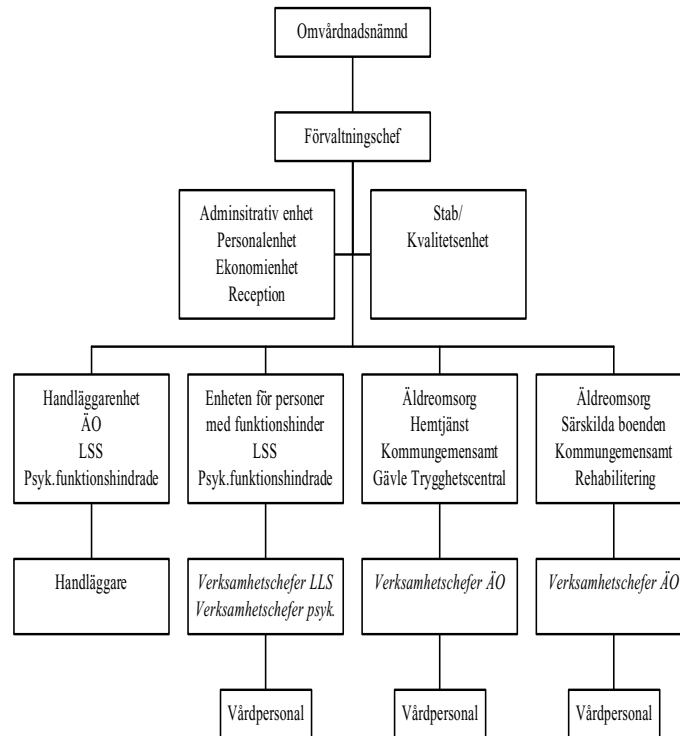 Omvårdnadsnämnd
Förvaltningschef
Adminsitrativ enhet
Personalenhet
Ekonomienhet
Reception
Stab/
Kvalitetsenhet
Handläggarenhet
ÄO
LSS
Psyk.funktionshindrade
Enheten för personer
med funktionshinder
LSS
Psyk.funktionshindrade
Äldreomsorg
Hemtjänst
Kommungemensamt
Gävle Trygghetscentral
Äldreomsorg
Särskilda boenden
Kommungemensamt
Rehabilitering
Handläggare
Verksamhetschefer LLS
Verksamhetschefer psyk.
Verksamhetschefer ÄO
Verksamhetschefer ÄO
Vårdpersonal
Vårdpersonal
Vårdpersonal